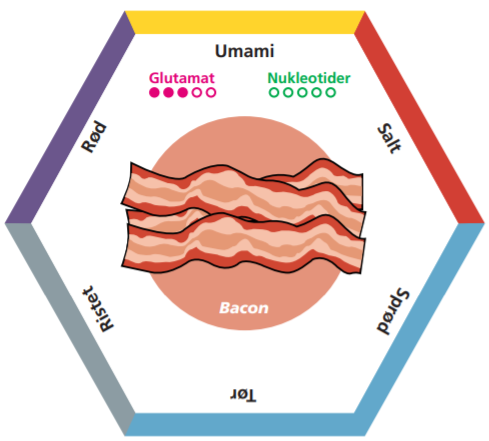 Umami
Glutamat Nukleotider
Rød
Salt
Bacon
Ristet
Sprød
Tør